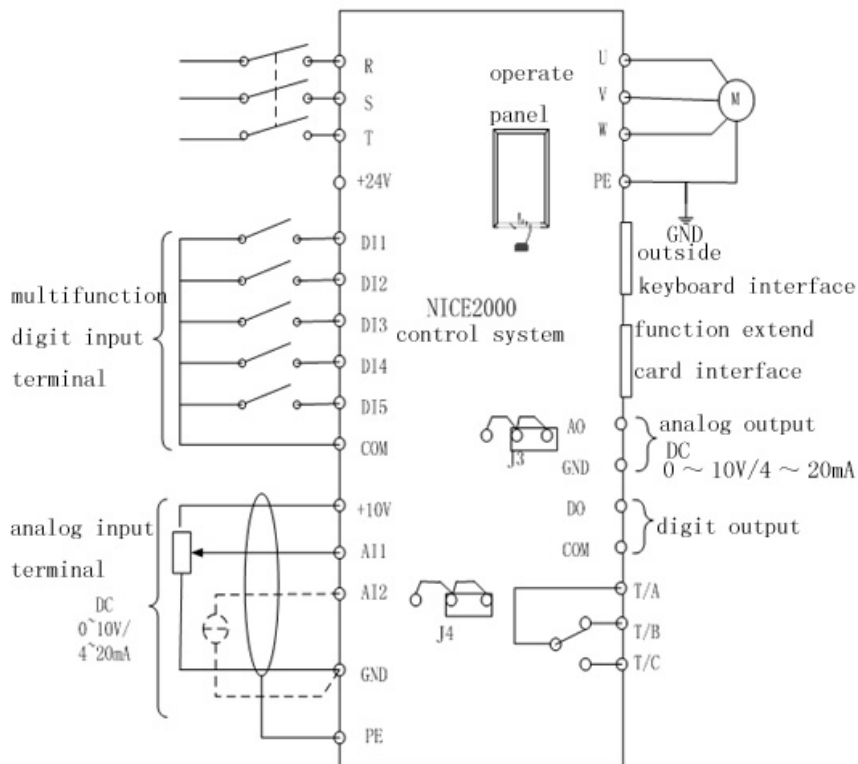 R
S
T
+24V
DI1
DI2
DI3
DI4
DI5
COM
multifunction
digit input
terminal
+10V
AI1
AI2
GND
PE
analog input
terminal
DC
0~10V/
4~20mA
operate
panel
NICE2000
control system
J3
J4
U
V
W
PE
M
GND
outside
keyboard interface
function extend
card interface
AO
GND
analog output
DC
0 ~ 10V/4 ~ 20mA
DO
COM
digit output
T/A
T/B
T/C